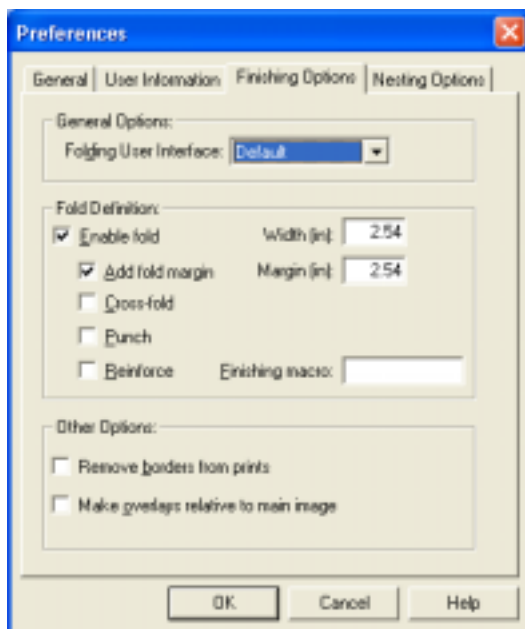 Preferences
General User Information Finishing Options Nesting Options
General Options:
Folding User Interface: Default
Fold Definition:
Enable fold Width (in): 2.54
Add fold margin Margin (in): 2.54
Cross-fold
Punch
Reinforce Finishing macro:
Other Options:
Remove borders from prints
Make overlaps relative to main image
OK Cancel Help